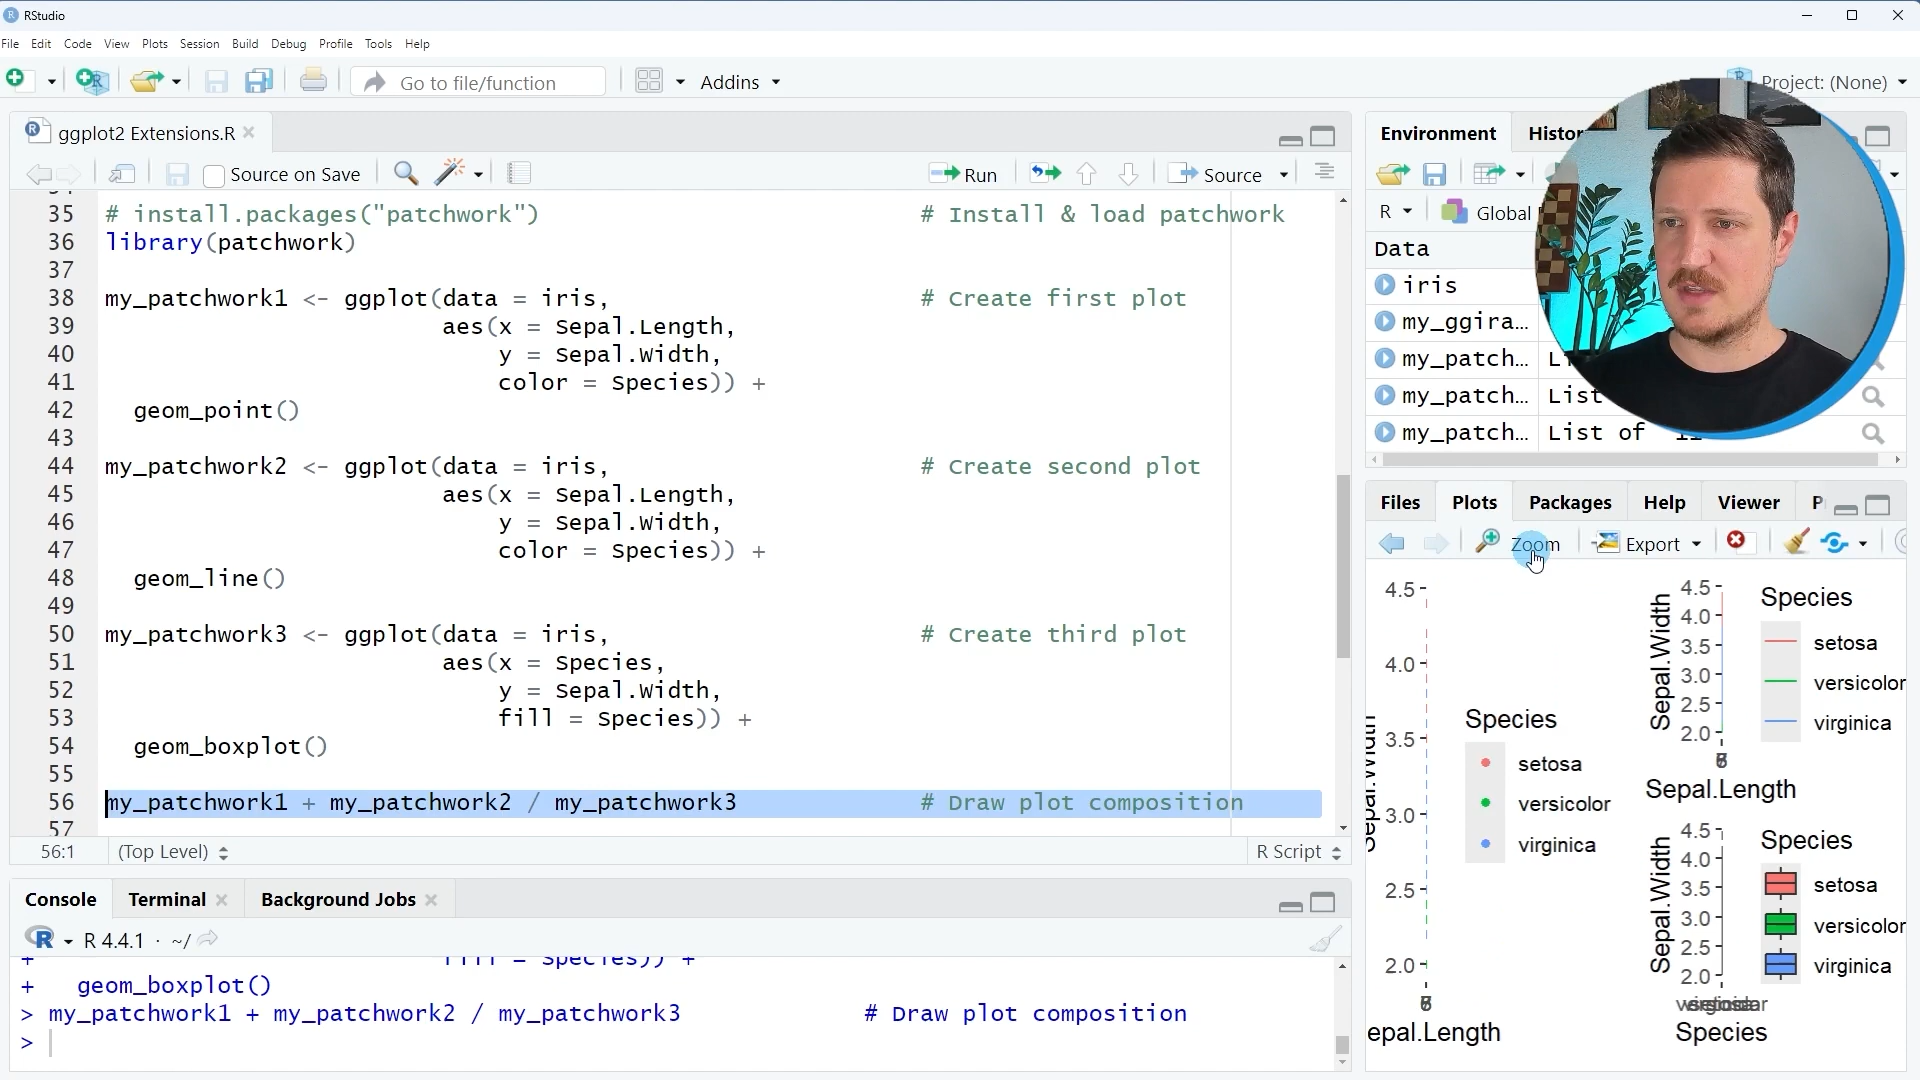 RStudio
File Edit Code View Plots Session Build Debug Profile Tools Help
Go to file/function Addins Project: (None)
ggplot2 Extensions.R
Source on Save Run Source
35 # install.packages("patchwork") # Install & load patchwork
36 library(patchwork)
37
38 my_patchwork1 <- ggplot(data = iris, # Create first plot
39 aes(x = Sepal.Length,
40 y = Sepal.Width,
41 color = Species)) +
42 geom_point()
43
44 my_patchwork2 <- ggplot(data = iris, # Create second plot
45 aes(x = Sepal.Length,
46 y = Sepal.Width,
47 color = Species)) +
48 geom_line()
49
50 my_patchwork3 <- ggplot(data = iris, # Create third plot
51 aes(x = Species,
52 y = Sepal.Width,
53 fill = Species)) +
54 geom_boxplot()
55
56 my_patchwork1 + my_patchwork2 / my_patchwork3 # Draw plot composition
57
56:1 (Top Level) R Script
Console Terminal Background Jobs
R 4.4.1 · ~/
+ fill = Species)) +
+ geom_boxplot()
> my_patchwork1 + my_patchwork2 / my_patchwork3 # Draw plot composition
>
Environment Histor
R Global
Data
iris
my_ggira…
my_patch…
my_patch… List
my_patch… List of 11
Files Plots Packages Help Viewer P
Zoom Export
4.5
4.0
3.5
3.0
2.5
2.0
Sepal.Width
epal.Length
Species
setosa
versicolor
virginica
4.5
4.0
3.5
3.0
2.5
2.0
Sepal.Width
Sepal.Length
Species
setosa
versicolor
virginica
4.5
4.0
3.5
3.0
2.5
2.0
Sepal.Width
Species
Species
setosa
versicolor
virginica